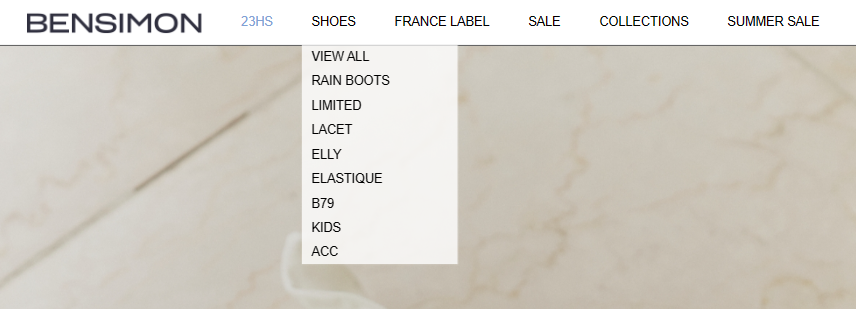 BENSIMON 23HS SHOES FRANCE LABEL SALE COLLECTIONS SUMMER SALE
VIEW ALL
RAIN BOOTS
LIMITED
LACET
ELLY
ELASTIQUE
B79
KIDS
ACC